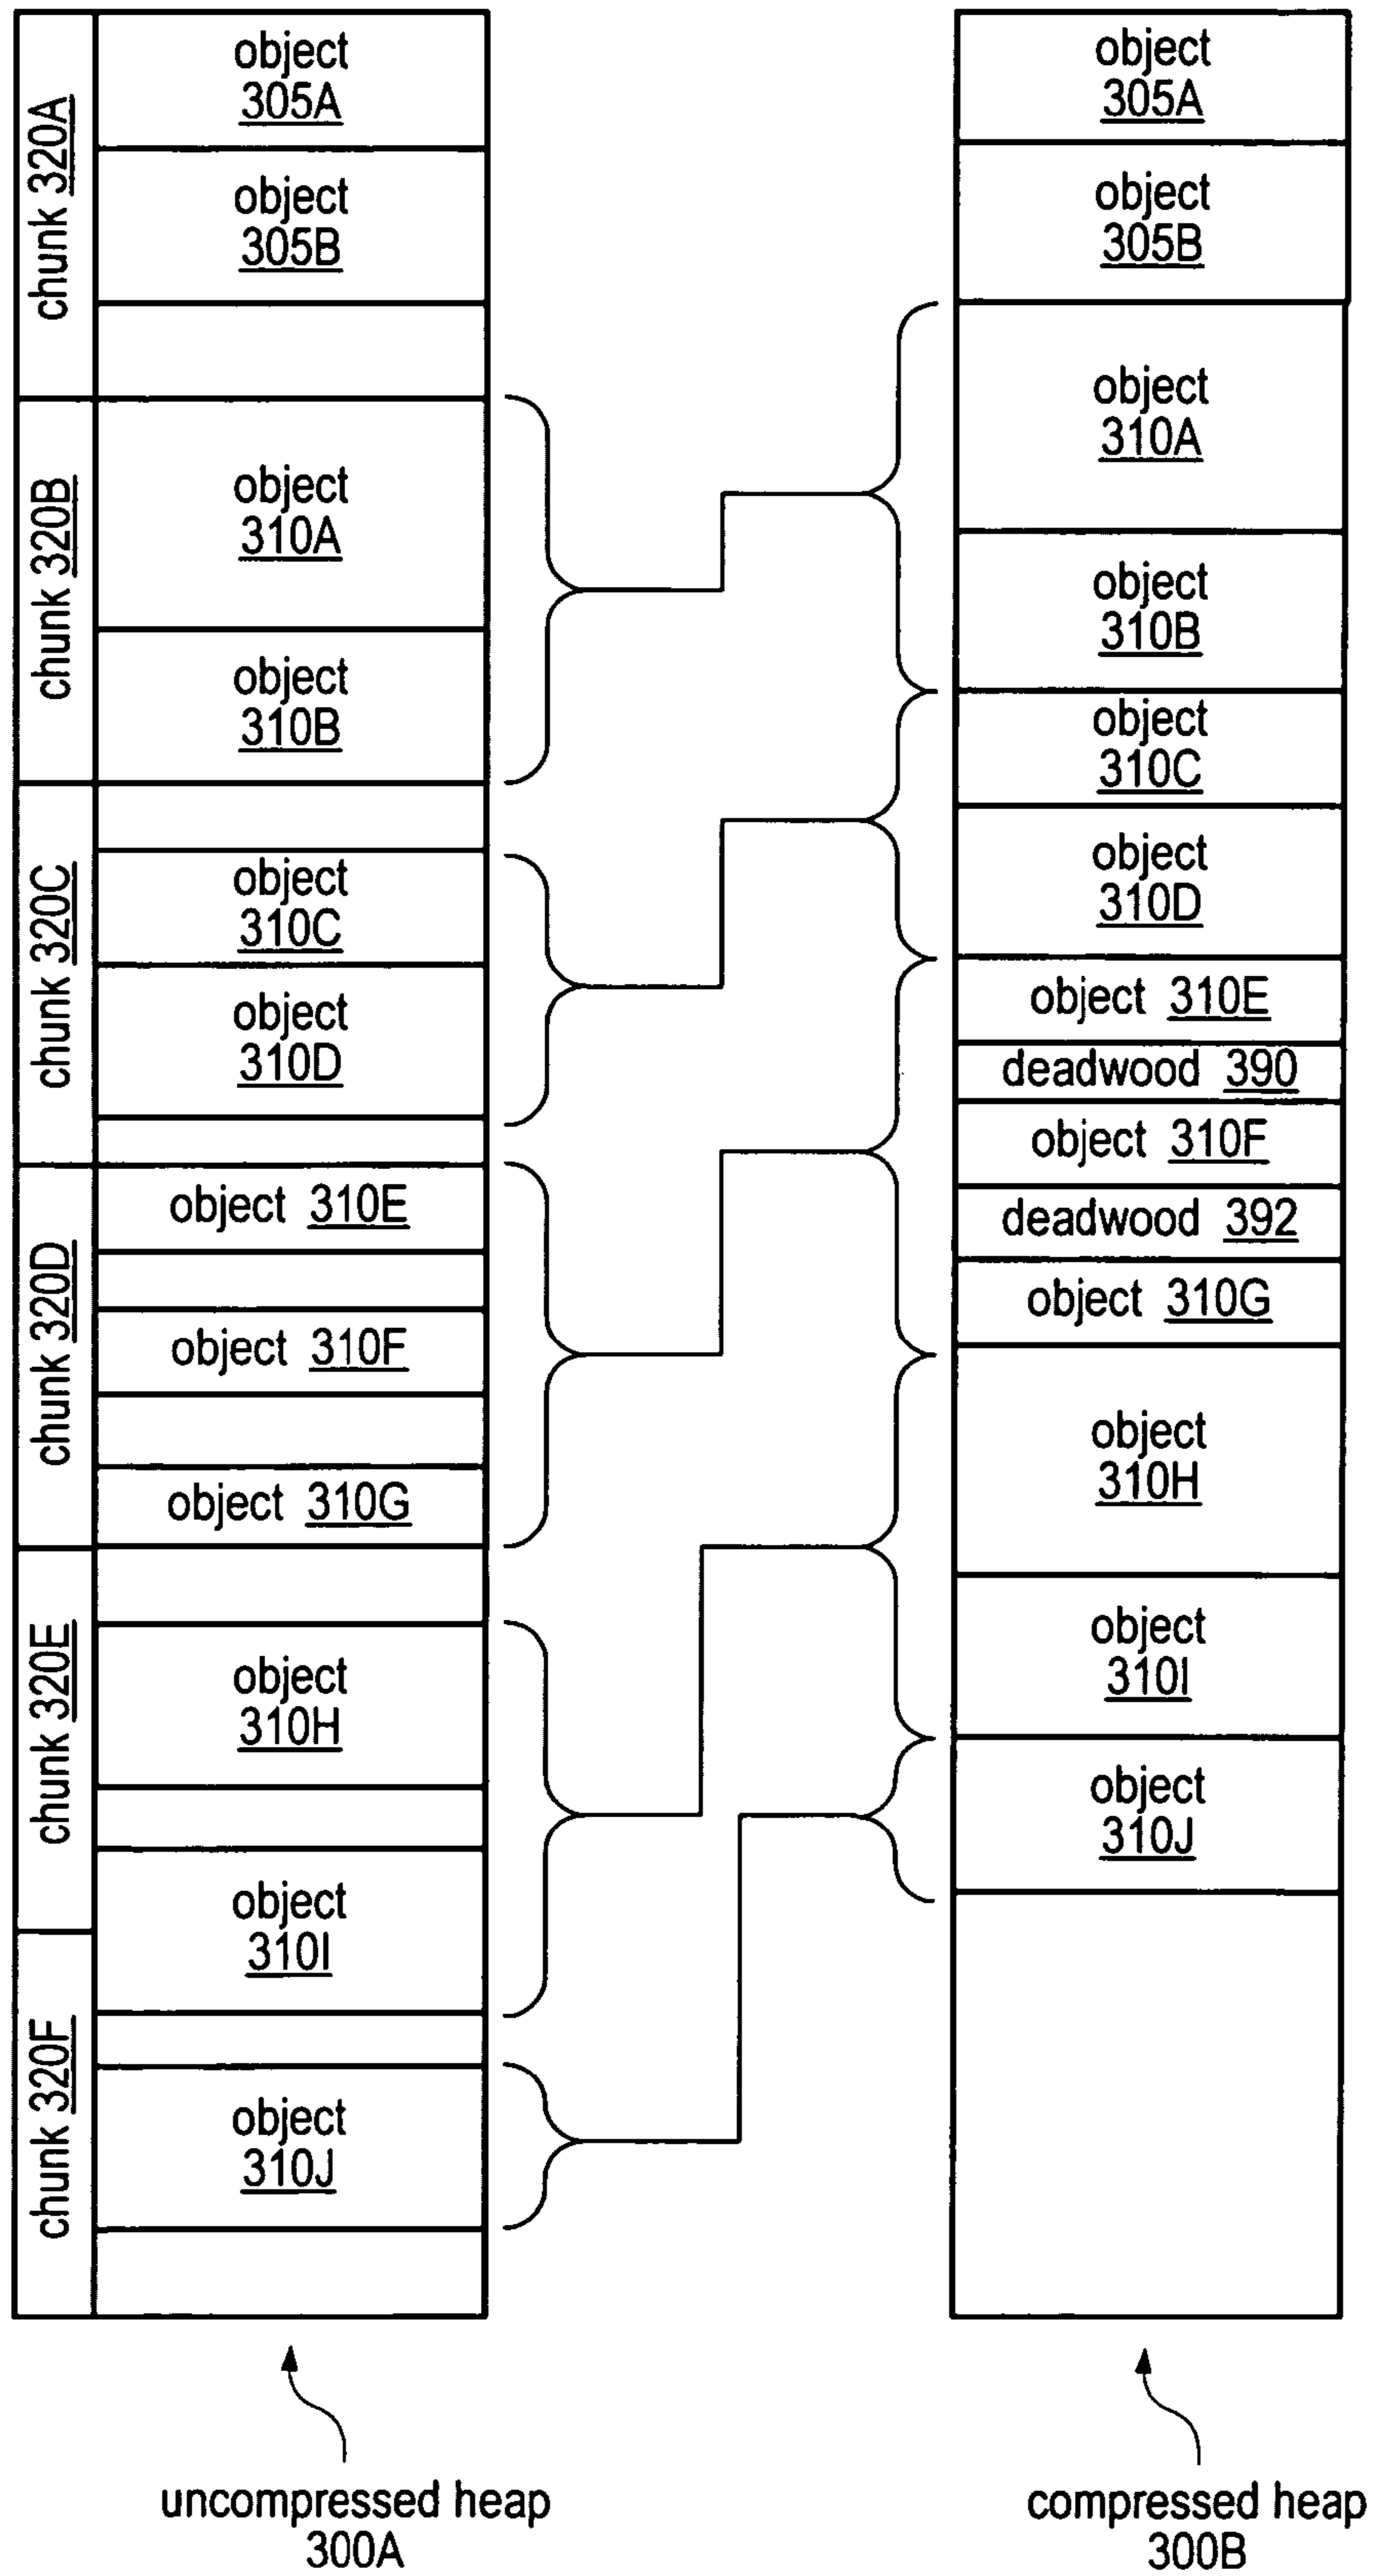 chunk 320A
object
305A
object
305B
chunk 320B
object
310A
object
310B
chunk 320C
object
310C
object
310D
chunk 320D
object 310E
object 310F
object 310G
chunk 320E
object
310H
object
310I
chunk 320F
object
310J
uncompressed heap
300A
object
305A
object
305B
object
310A
object
310B
object
310C
object
310D
object 310E
deadwood 390
object 310F
deadwood 392
object 310G
object
310H
object
310I
object
310J
compressed heap
300B